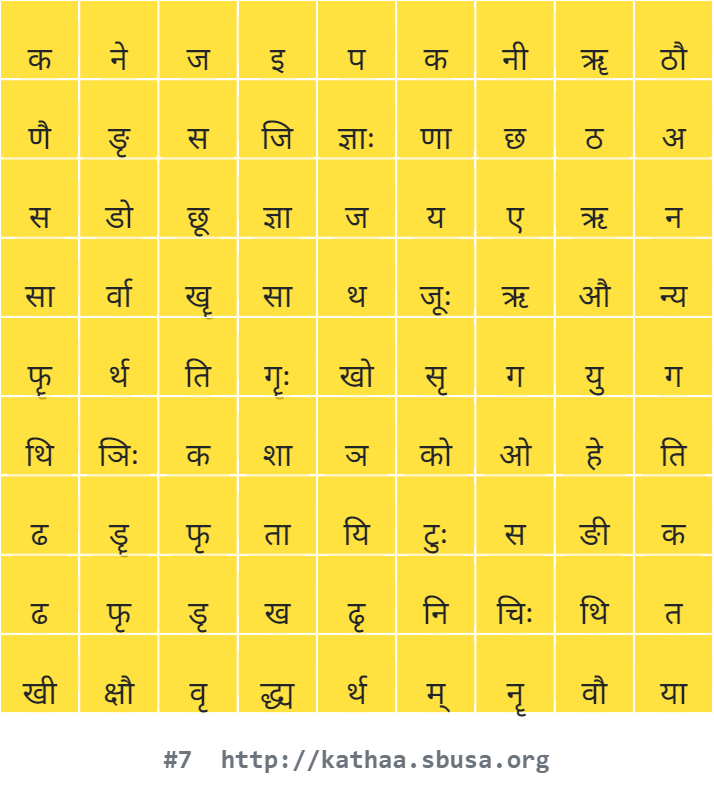 क ने ज इ प क नी ॠ ठौ
णै ङृ स जि ज्ञाः णा छ ठ अ
स डो छू ज्ञा ज य ए ऋ न
सा र्वा खॄ सा थ जूः ऋ औ न्य
फॄ र्थ ति गॄः खो सृ ग यु ग
थि ञिः क शा ञ को ओ हे ति
ढ डॄ फृ ता यि टुः स ङी क
ढ फृ डृ ख ढृ नि चिः थि त
खी क्षौ वृ द्ध्य र्थ म् नॄ वौ या
#7 http://kathaa.sbusa.org